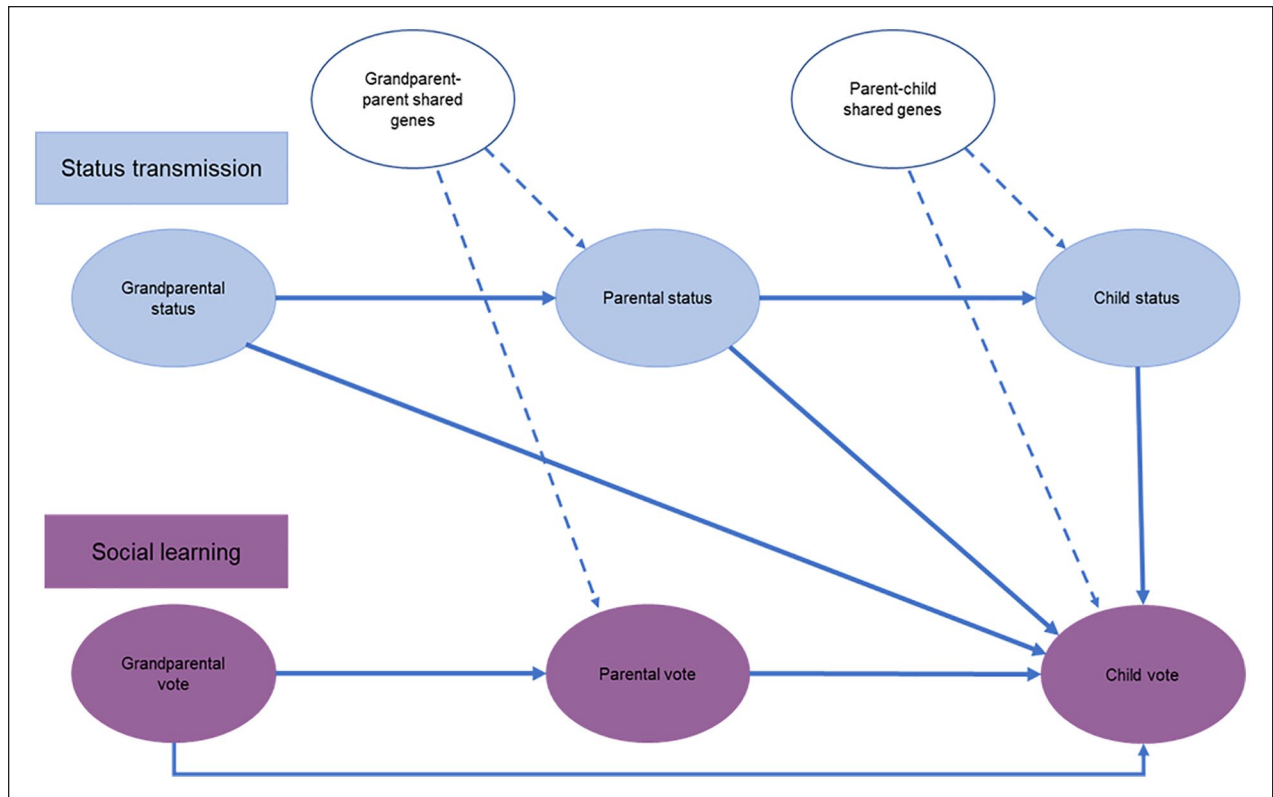 Grandparent-
parent shared
genes
Parent-child
shared genes
Status transmission
Grandparental
status
Parental status
Child status
Social learning
Grandparental
vote
Parental vote
Child vote